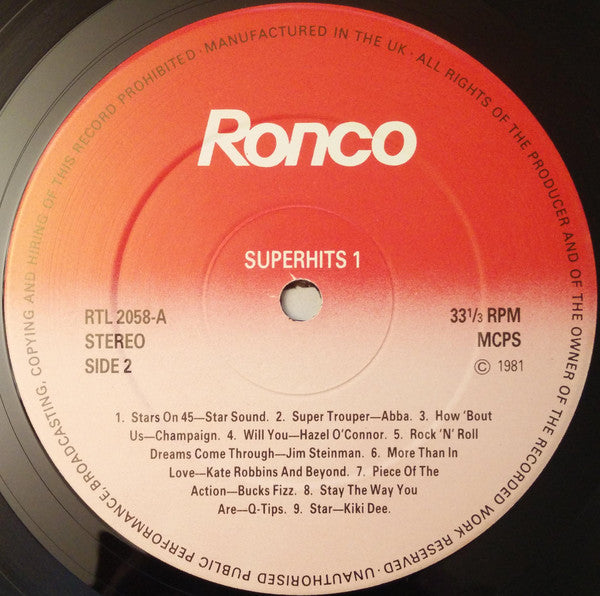 MANUFACTURED IN THE UK · ALL RIGHTS OF THE PRODUCER AND OF THE OWNER OF THE RECORDED WORK RESERVED · UNAUTHORISED PUBLIC PERFORMANCE, BROADCASTING, COPYING AND HIRING OF THIS RECORD PROHIBITED ·
Ronco
SUPERHITS 1
RTL 2058-A
STEREO
SIDE 2
33 1/3 RPM
MCPS
© 1981
1. Stars On 45—Star Sound. 2. Super Trouper—Abba. 3. How 'Bout
Us—Champaign. 4. Will You—Hazel O'Connor. 5. Rock 'N' Roll
Dreams Come Through—Jim Steinman. 6. More Than In
Love—Kate Robbins And Beyond. 7. Piece Of The
Action—Bucks Fizz. 8. Stay The Way You
Are—Q-Tips. 9. Star—Kiki Dee.